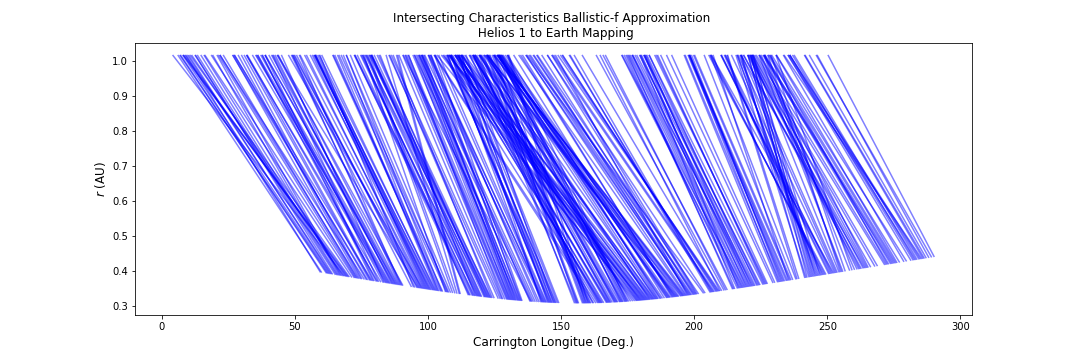 Intersecting Characteristics Ballistic-f Approximation
Helios 1 to Earth Mapping
1.0
0.9
0.8
0.7
0.6
0.5
0.4
0.3
r (AU)
0 50 100 150 200 250 300
Carrington Longitue (Deg.)